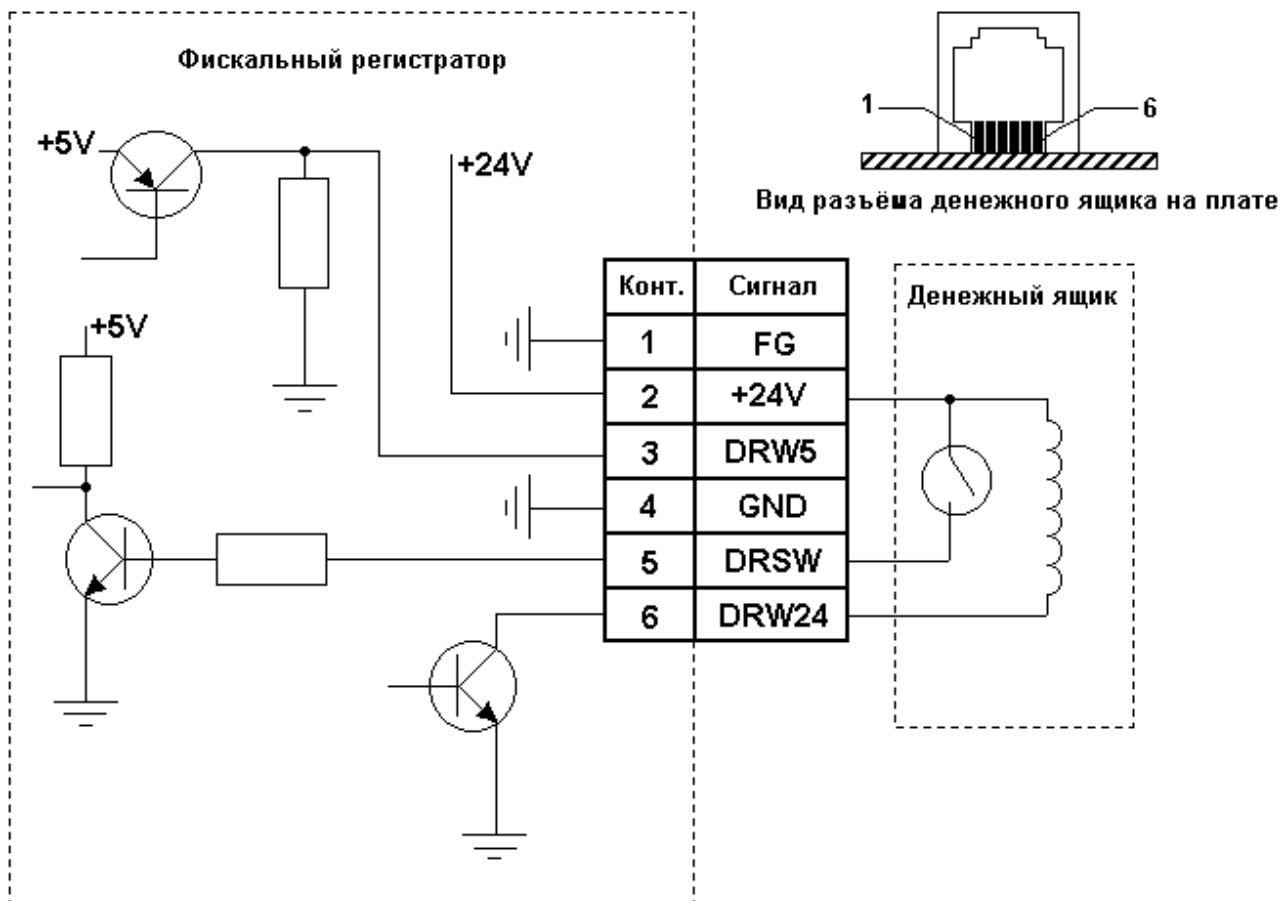 Фискальный регистратор
+5V
+24V
+5V
1
6
Вид разъёма денежного ящика на плате
Конт. Сигнал
1 FG
2 +24V
3 DRW5
4 GND
5 DRSW
6 DRW24
Денежный ящик